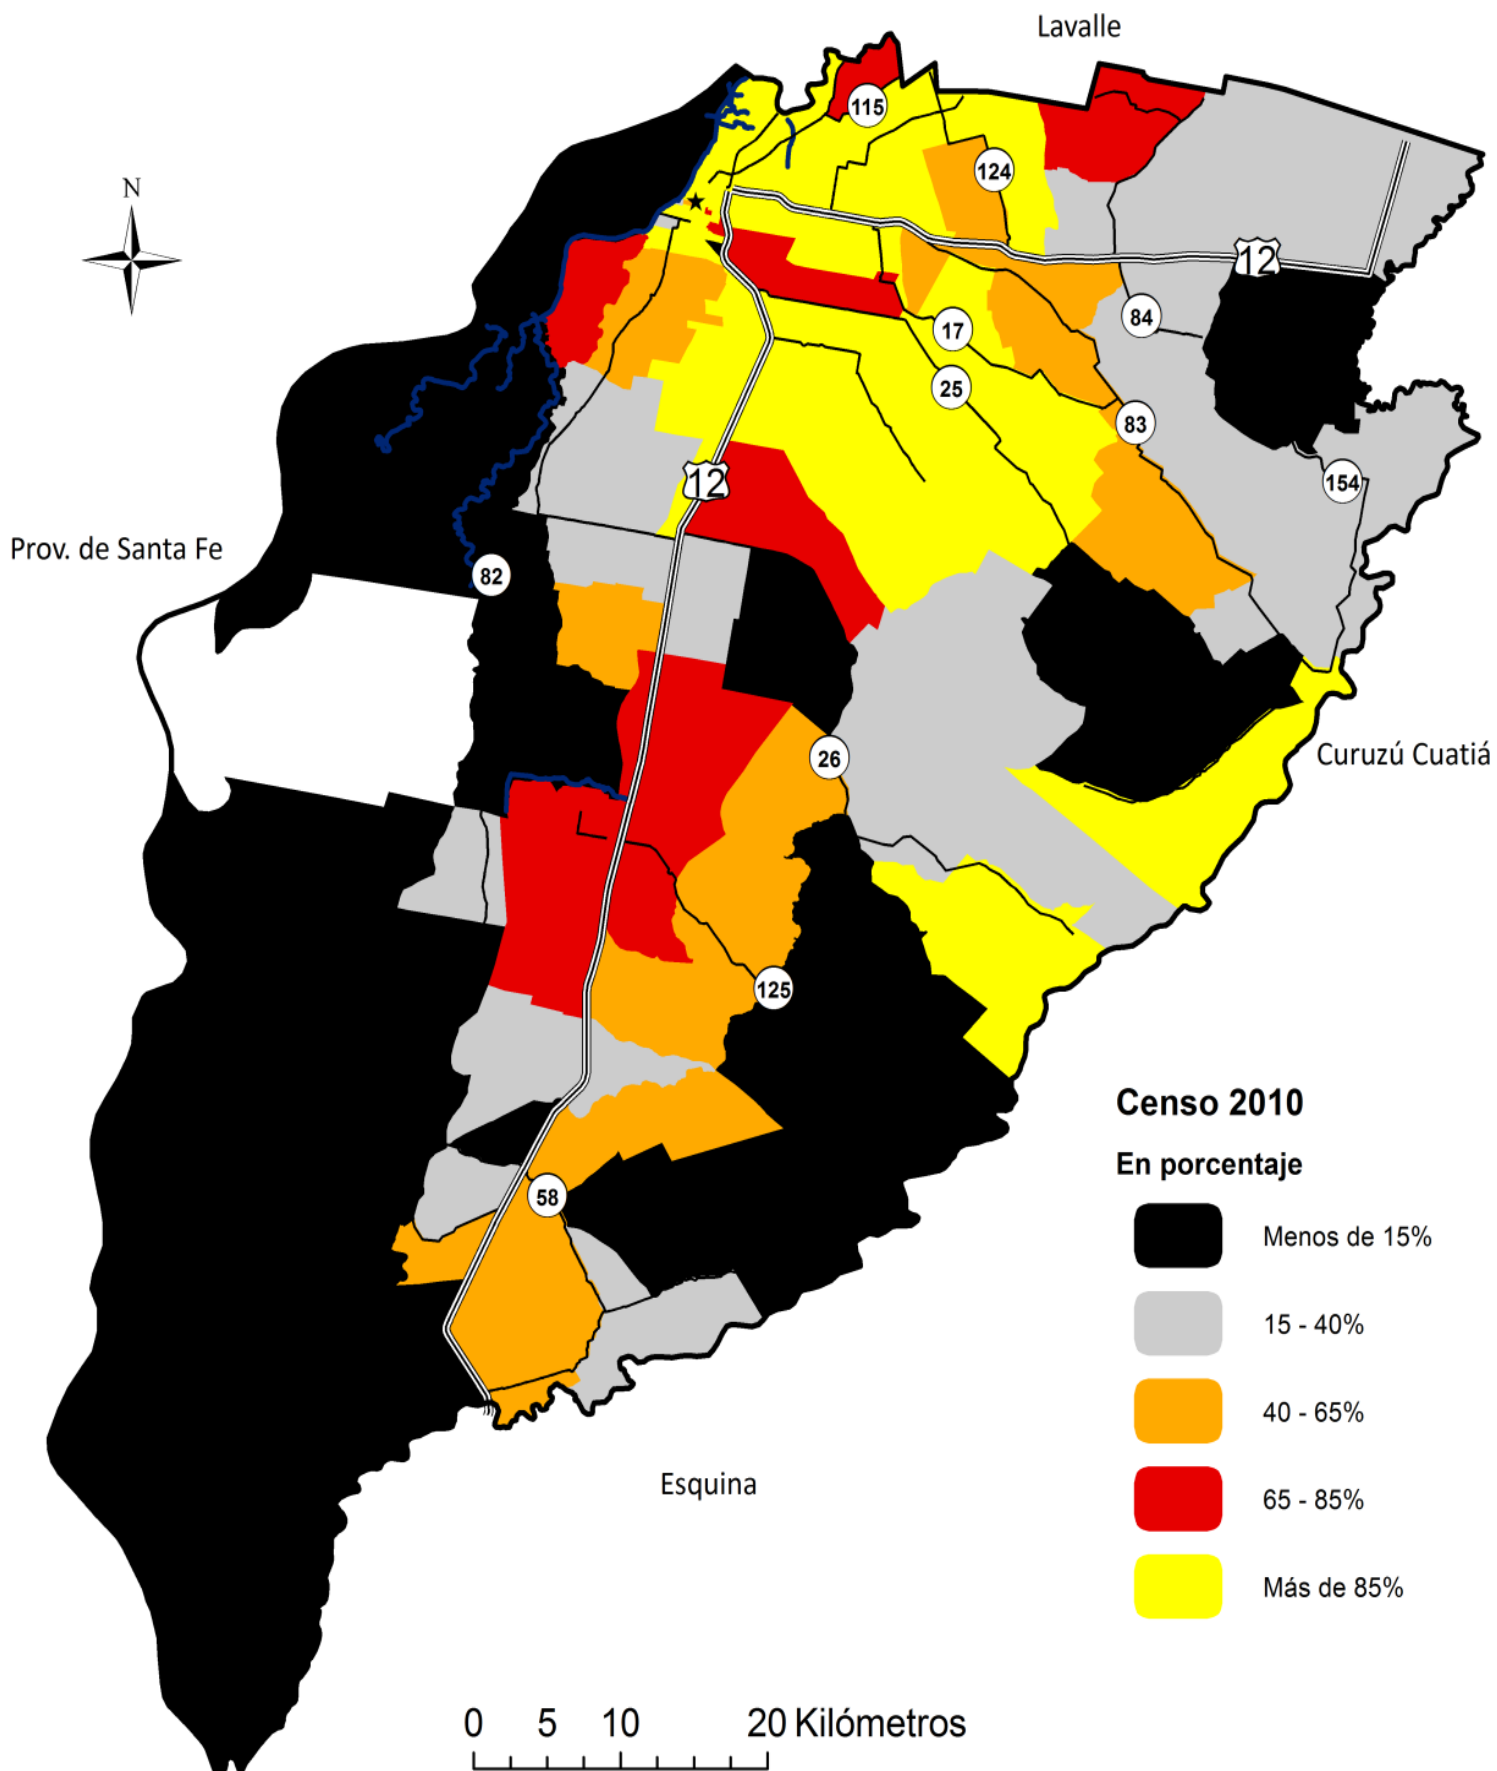 Lavalle
115
124
N
12
84
17
25
83
12
154
Prov. de Santa Fe
82
Curuzú Cuatiá
26
125
Censo 2010
En porcentaje
58
Menos de 15%
15 - 40%
40 - 65%
Esquina
65 - 85%
Más de 85%
0 5 10 20 Kilómetros